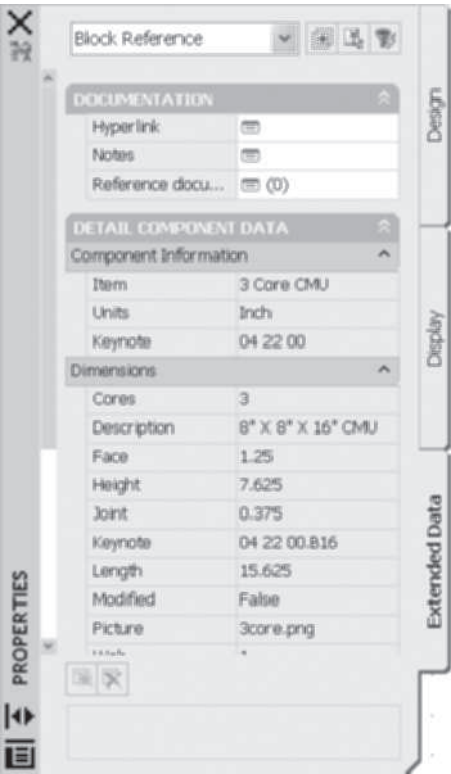 Block Reference
DOCUMENTATION
Hyperlink
Notes
Reference docu... (0)
DETAIL COMPONENT DATA
Component Information
Item 3 Core CMU
Units Inch
Keynote 04 22 00
Dimensions
Cores 3
Description 8" X 8" X 16" CMU
Face 1.25
Height 7.625
Joint 0.375
Keynote 04 22 00.B16
Length 15.625
Modified False
Picture 3core.png
PROPERTIES
Design
Display
Extended Data